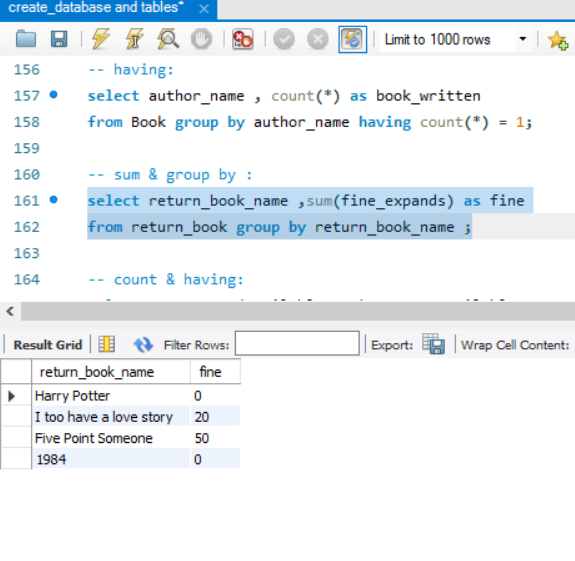 create_database and tables*
Limit to 1000 rows
156 -- having:
157 select author_name , count(*) as book_written
158 from Book group by author_name having count(*) = 1;
159
160 -- sum & group by :
161 select return_book_name ,sum(fine_expands) as fine
162 from return_book group by return_book_name ;
163
164 -- count & having:
Result Grid Filter Rows: Export: Wrap Cell Content:
return_book_name fine
Harry Potter 0
I too have a love story 20
Five Point Someone 50
1984 0